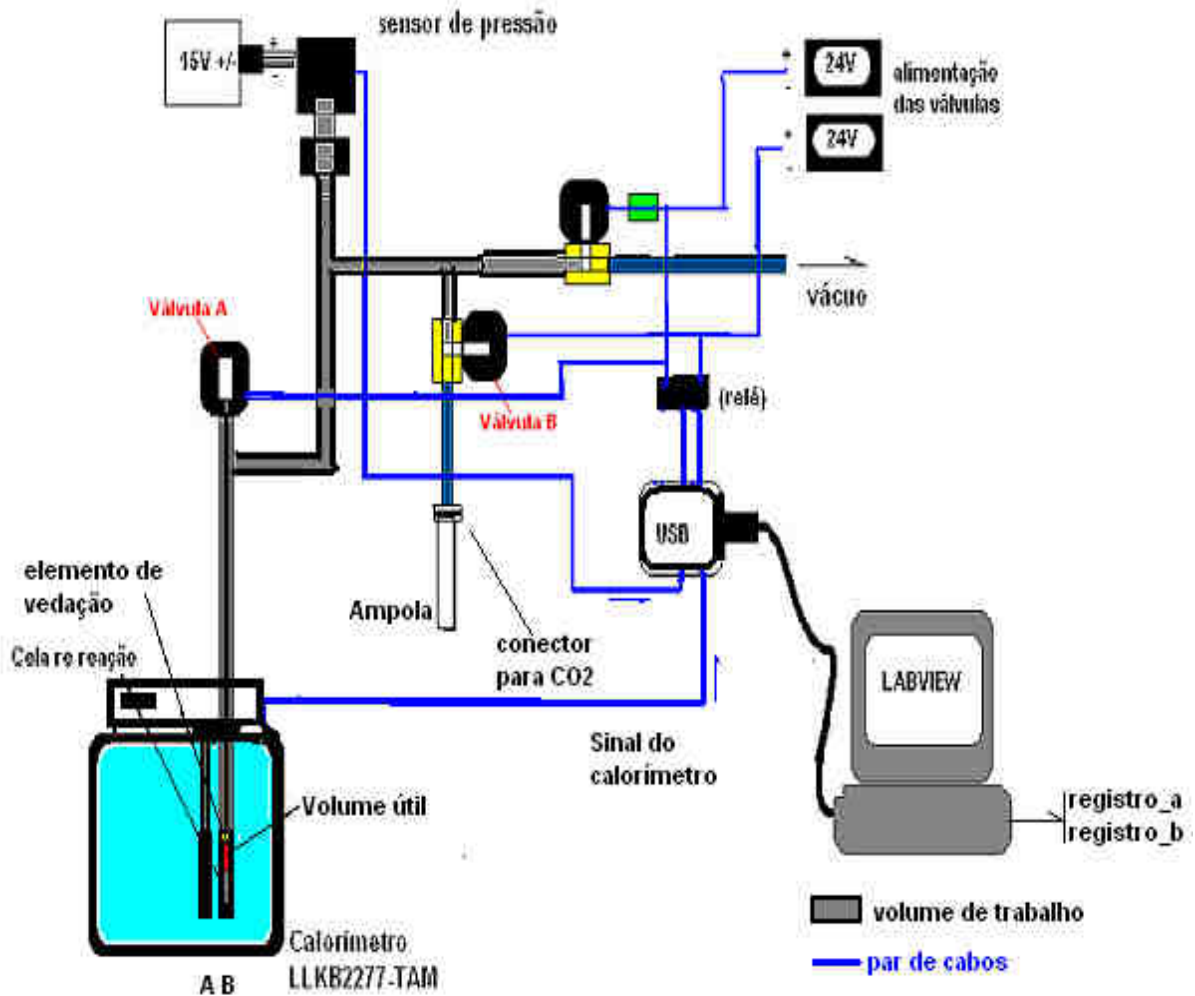 sensor de pressão
15V +/-
+
-
24V
+
-
24V
+
-
alimentação
das válvulas
vácuo
Válvula A
Válvula B
(relé)
USB
elemento de
vedação
Cela re reação
Ampola
conector
para CO2
LABVIEW
Sinal do
calorímetro
Volume útil
registro_a
registro_b
volume de trabalho
par de cabos
Calorímetro
LLKB2277-TAM
A B